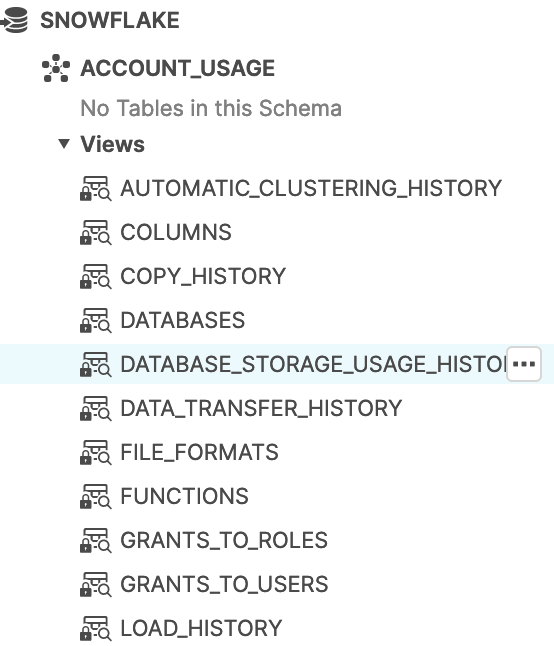 SNOWFLAKE
ACCOUNT_USAGE
No Tables in this Schema
Views
AUTOMATIC_CLUSTERING_HISTORY
COLUMNS
COPY_HISTORY
DATABASES
DATABASE_STORAGE_USAGE_HISTO
DATA_TRANSFER_HISTORY
FILE_FORMATS
FUNCTIONS
GRANTS_TO_ROLES
GRANTS_TO_USERS
LOAD_HISTORY